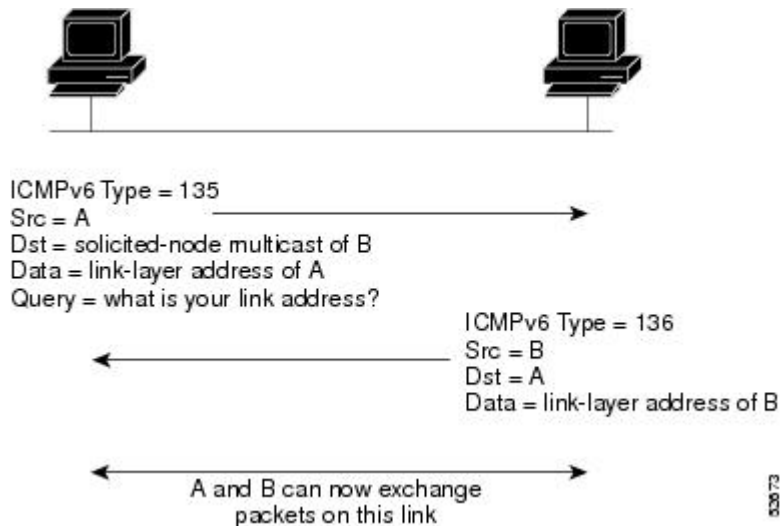 ICMPv6 Type = 135
Src = A
Dst = solicited-node multicast of B
Data = link-layer address of A
Query = what is your link address?
ICMPv6 Type = 136
Src = B
Dst = A
Data = link-layer address of B
A and B can now exchange
packets on this link
53673